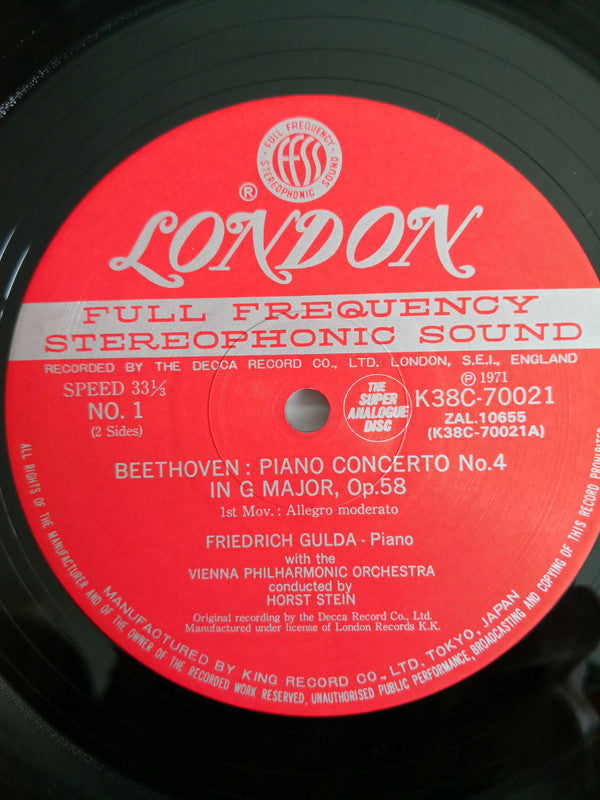 FULL FREQUENCY
FFSS
STEREOPHONIC SOUND
®
LONDON
FULL FREQUENCY
STEREOPHONIC SOUND
RECORDED BY THE DECCA RECORD CO., LTD. LONDON, S.E.I., ENGLAND
SPEED 33⅓
NO. 1
(2 Sides)
THE
SUPER
ANALOGUE
DISC
Ⓟ 1971
K38C-70021
ZAL.10655
(K38C-70021A)
BEETHOVEN : PIANO CONCERTO No.4
IN G MAJOR, Op.58
1st Mov. : Allegro moderato
FRIEDRICH GULDA - Piano
with the
VIENNA PHILHARMONIC ORCHESTRA
conducted by
HORST STEIN
Original recording by the Decca Record Co., Ltd.
Manufactured under license of London Records K.K.
MANUFACTURED BY KING RECORD CO., LTD. TOKYO, JAPAN
ALL RIGHTS OF THE MANUFACTURER AND OF THE OWNER OF THE RECORDED WORK RESERVED, UNAUTHORISED PUBLIC PERFORMANCE, BROADCASTING AND COPYING OF THIS RECORD PROHIBITED